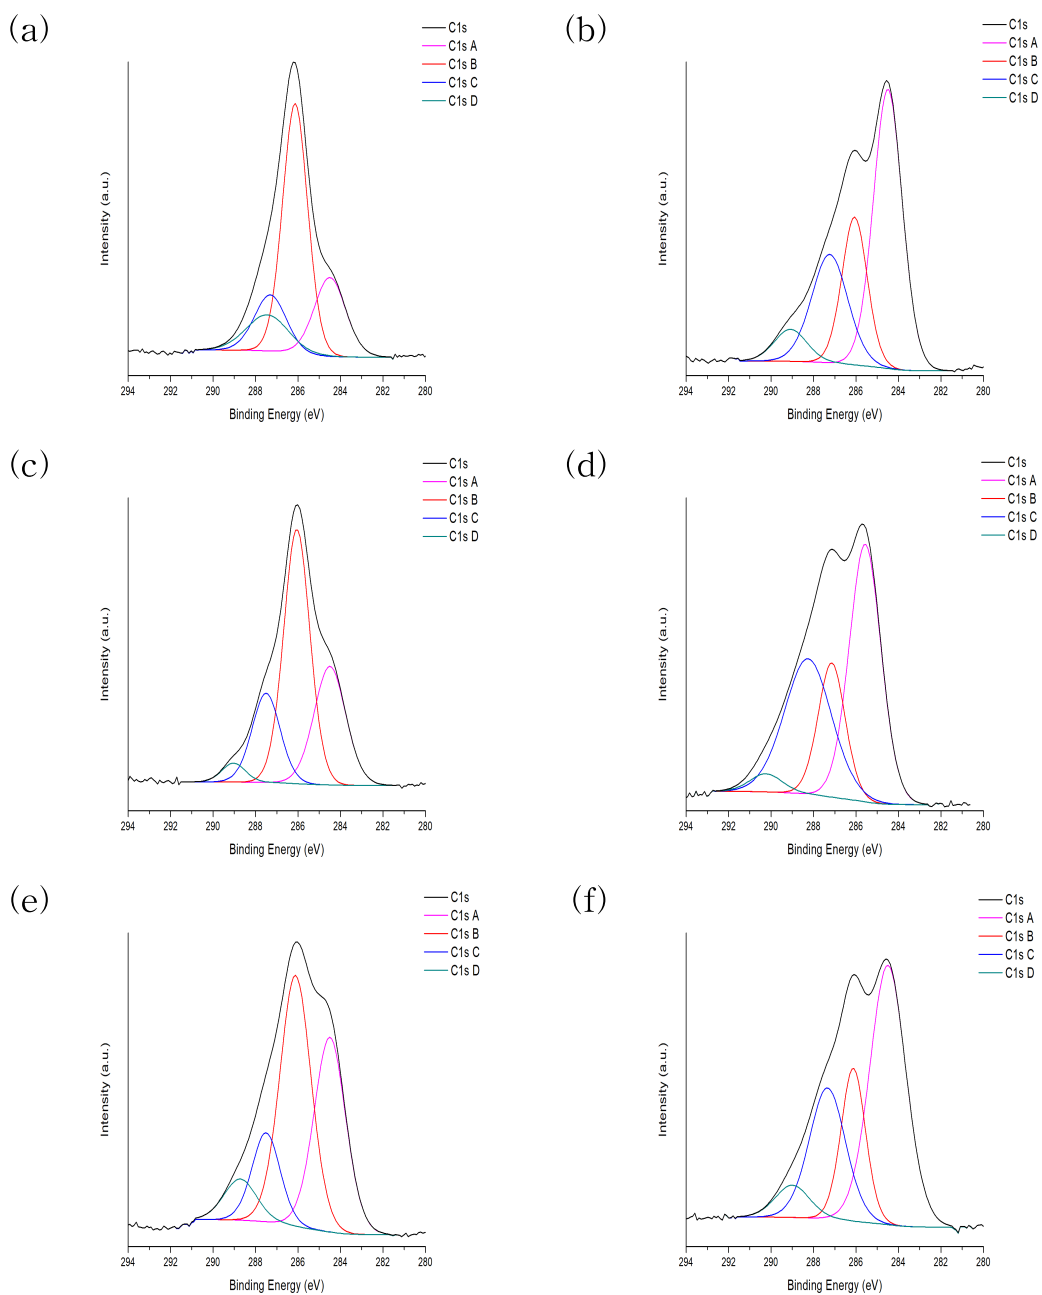 (a)
C1s
C1s A
C1s B
C1s C
C1s D
Intensity (a.u.)
294 292 290 288 286 284 282 280
Binding Energy (eV)
(b)
C1s
C1s A
C1s B
C1s C
C1s D
Intensity (a.u.)
294 292 290 288 286 284 282 280
Binding Energy (eV)
(c)
C1s
C1s A
C1s B
C1s C
C1s D
Intensity (a.u.)
294 292 290 288 286 284 282 280
Binding Energy (eV)
(d)
C1s
C1s A
C1s B
C1s C
C1s D
Intensity (a.u.)
294 292 290 288 286 284 282 280
Binding Energy (eV)
(e)
C1s
C1s A
C1s B
C1s C
C1s D
Intensity (a.u.)
294 292 290 288 286 284 282 280
Binding Energy (eV)
(f)
C1s
C1s A
C1s B
C1s C
C1s D
Intensity (a.u.)
294 292 290 288 286 284 282 280
Binding Energy (eV)